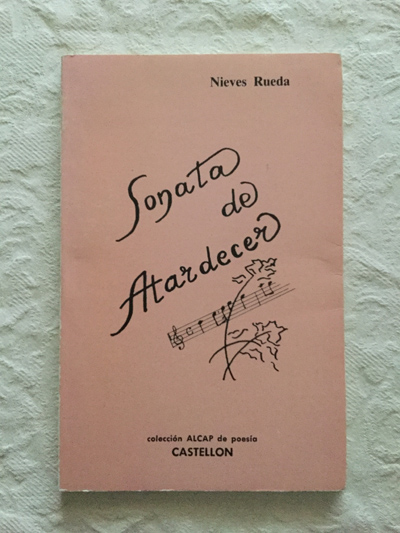 Nieves Rueda
Sonata
de
Atardecer
colección ALCAP de poesía
CASTELLON